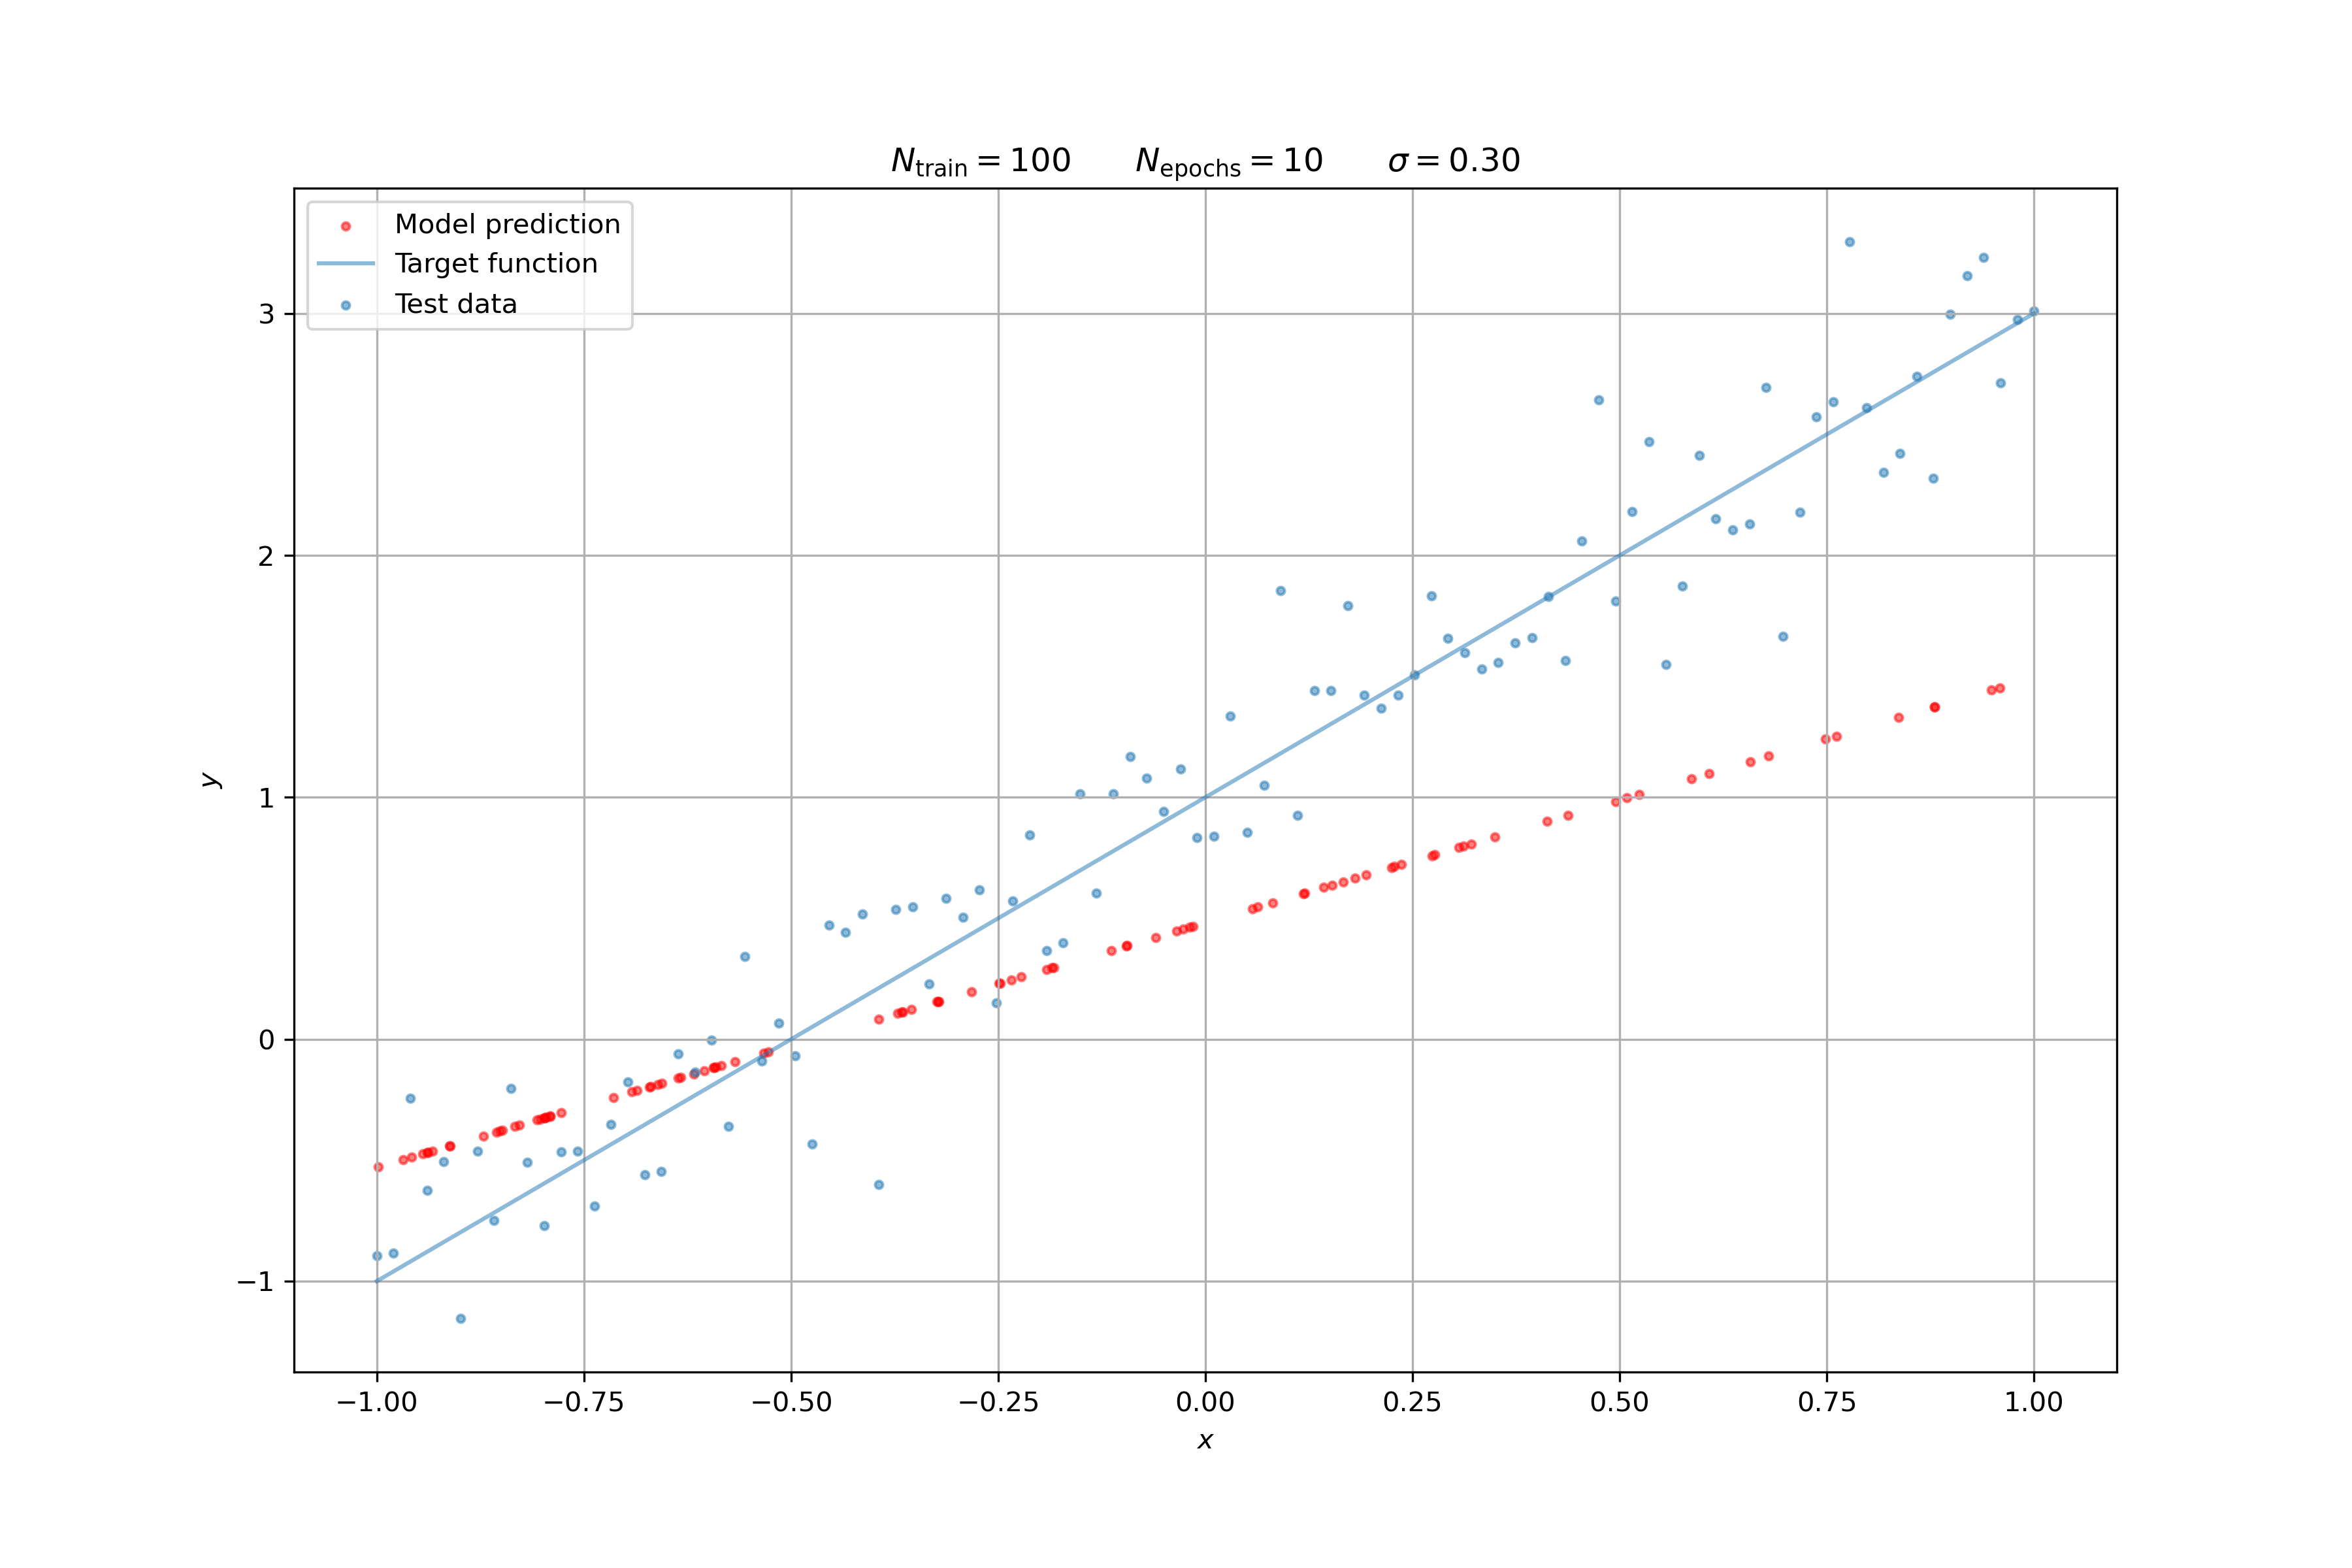 N_train = 100 N_epochs = 10 σ = 0.30
Model prediction
Target function
Test data
3
2
1
0
−1
y
−1.00 −0.75 −0.50 −0.25 0.00 0.25 0.50 0.75 1.00
x